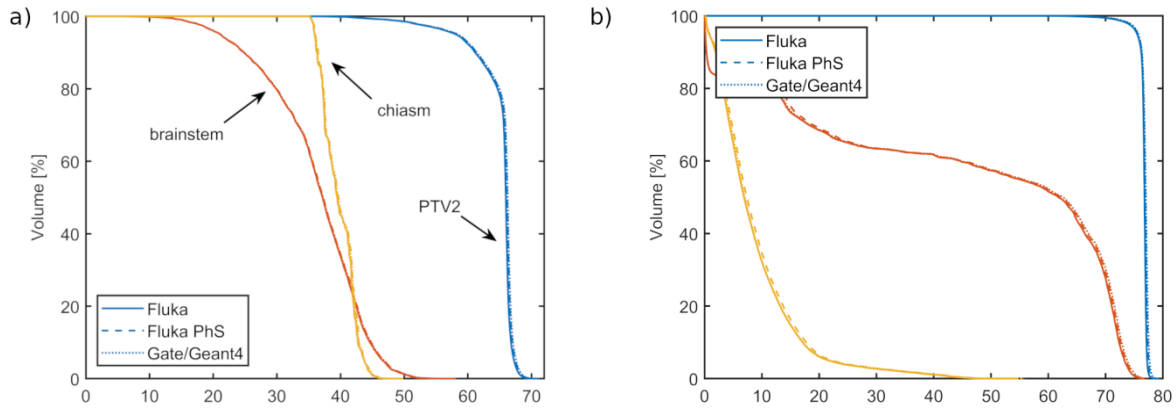 a)
100
80
60
40
20
0
Volume [%]
brainstem
chiasm
PTV2
Fluka
Fluka PhS
Gate/Geant4
0 10 20 30 40 50 60 70
b)
100
80
60
40
20
0
Volume [%]
Fluka
Fluka PhS
Gate/Geant4
0 10 20 30 40 50 60 70 80